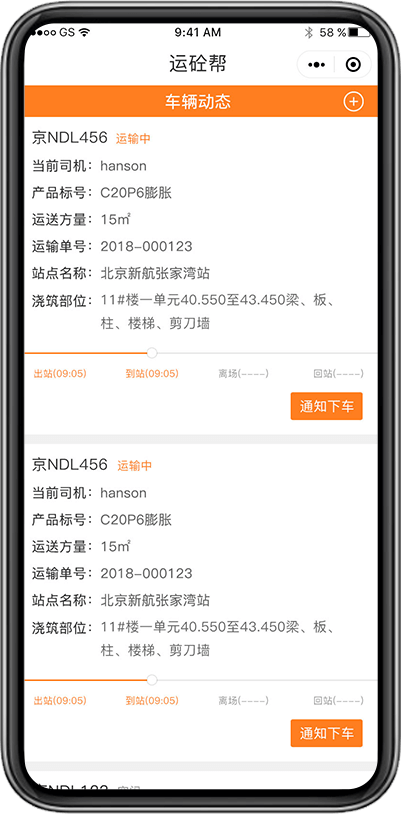 GS 9:41 AM 58 %
运砼帮
车辆动态
京NDL456 运输中
当前司机：hanson
产品标号：C20P6膨胀
运送方量：15㎡
运输单号：2018-000123
站点名称：北京新航张家湾站
浇筑部位：11#楼一单元40.550至43.450梁、板、
柱、楼梯、剪刀墙
出站(09:05) 到站(09:05) 离场(----) 回站(----)
通知下车
京NDL456 运输中
当前司机：hanson
产品标号：C20P6膨胀
运送方量：15㎡
运输单号：2018-000123
站点名称：北京新航张家湾站
浇筑部位：11#楼一单元40.550至43.450梁、板、
柱、楼梯、剪刀墙
出站(09:05) 到站(09:05) 离场(----) 回站(----)
通知下车